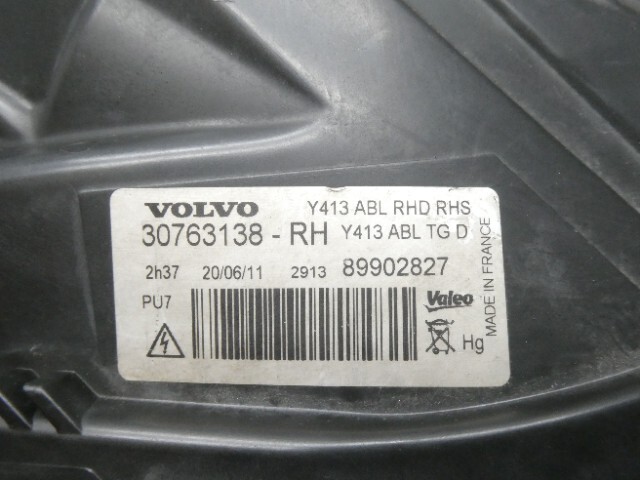 VOLVO Y413 ABL RHD RHS
30763138 - RH Y413 ABL TG D
2h37 20/06/11 2913 89902827
PU7
Valeo
Hg
MADE IN FRANCE